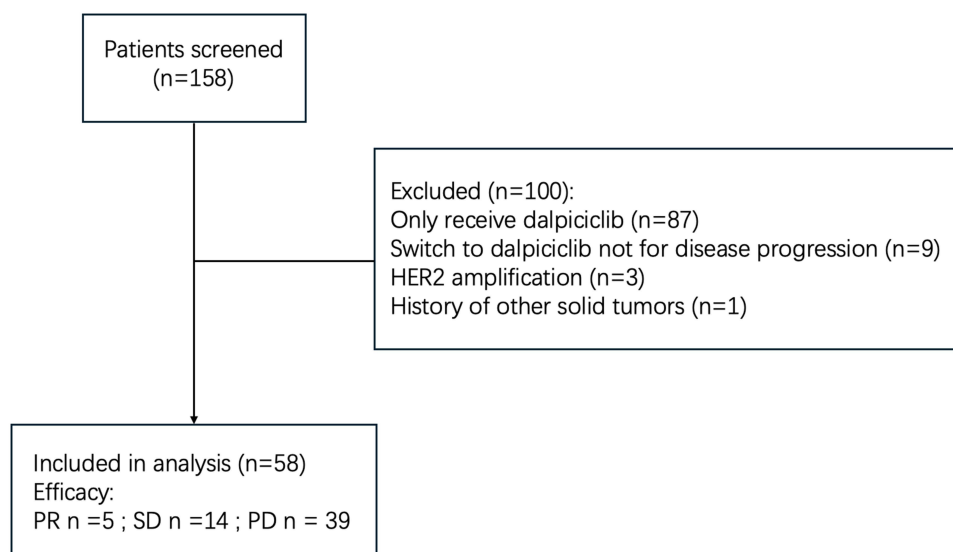 Patients screened
(n=158)
Excluded (n=100):
Only receive dalpiciclib (n=87)
Switch to dalpiciclib not for disease progression (n=9)
HER2 amplification (n=3)
History of other solid tumors (n=1)
Included in analysis (n=58)
Efficacy:
PR n =5 ; SD n =14 ; PD n = 39